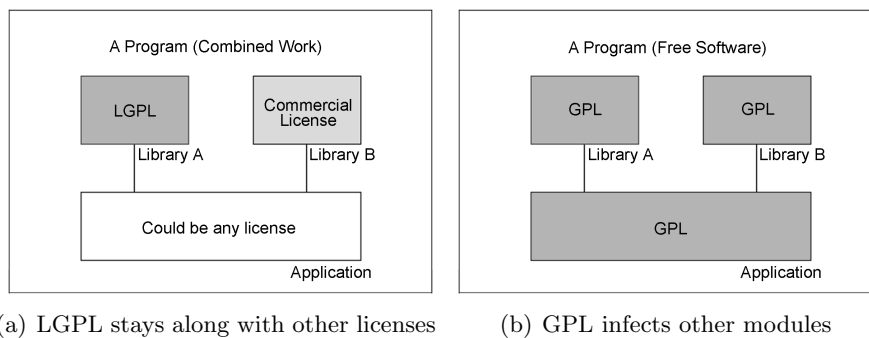 A Program (Combined Work)
LGPL
Commercial
License
Library A
Library B
Could be any license
Application
(a) LGPL stays along with other licenses
A Program (Free Software)
GPL
GPL
Library A
Library B
GPL
Application
(b) GPL infects other modules